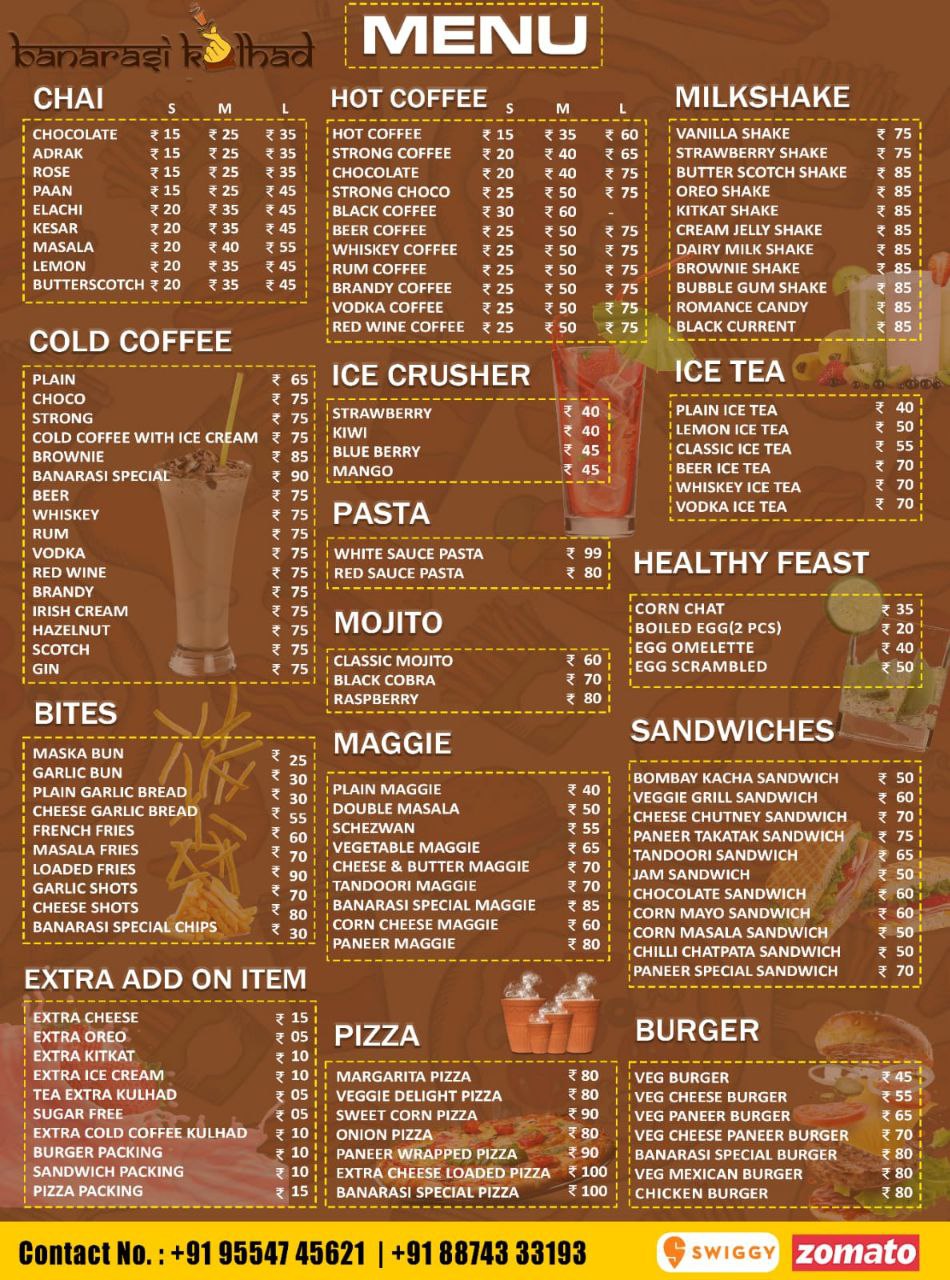 banarasi kulhad
MENU
CHAI
S M L
CHOCOLATE ₹ 15 ₹ 25 ₹ 35
ADRAK ₹ 15 ₹ 25 ₹ 35
ROSE ₹ 15 ₹ 25 ₹ 35
PAAN ₹ 15 ₹ 25 ₹ 45
ELACHI ₹ 20 ₹ 35 ₹ 45
KESAR ₹ 20 ₹ 35 ₹ 45
MASALA ₹ 20 ₹ 40 ₹ 55
LEMON ₹ 20 ₹ 35 ₹ 45
BUTTERSCOTCH ₹ 20 ₹ 35 ₹ 45
HOT COFFEE
S M L
HOT COFFEE ₹ 15 ₹ 35 ₹ 60
STRONG COFFEE ₹ 20 ₹ 40 ₹ 65
CHOCOLATE ₹ 20 ₹ 40 ₹ 75
STRONG CHOCO ₹ 25 ₹ 50 ₹ 75
BLACK COFFEE ₹ 30 ₹ 60 -
BEER COFFEE ₹ 25 ₹ 50 ₹ 75
WHISKEY COFFEE ₹ 25 ₹ 50 ₹ 75
RUM COFFEE ₹ 25 ₹ 50 ₹ 75
BRANDY COFFEE ₹ 25 ₹ 50 ₹ 75
VODKA COFFEE ₹ 25 ₹ 50 ₹ 75
RED WINE COFFEE ₹ 25 ₹ 50 ₹ 75
MILKSHAKE
VANILLA SHAKE ₹ 75
STRAWBERRY SHAKE ₹ 75
BUTTER SCOTCH SHAKE ₹ 85
OREO SHAKE ₹ 85
KITKAT SHAKE ₹ 85
CREAM JELLY SHAKE ₹ 85
DAIRY MILK SHAKE ₹ 85
BROWNIE SHAKE ₹ 85
BUBBLE GUM SHAKE ₹ 85
ROMANCE CANDY ₹ 85
BLACK CURRENT ₹ 85
COLD COFFEE
PLAIN ₹ 65
CHOCO ₹ 75
STRONG ₹ 75
COLD COFFEE WITH ICE CREAM ₹ 75
BROWNIE ₹ 85
BANARASI SPECIAL ₹ 90
BEER ₹ 75
WHISKEY ₹ 75
RUM ₹ 75
VODKA ₹ 75
RED WINE ₹ 75
BRANDY ₹ 75
IRISH CREAM ₹ 75
HAZELNUT ₹ 75
SCOTCH ₹ 75
GIN ₹ 75
ICE CRUSHER
STRAWBERRY ₹ 40
KIWI ₹ 40
BLUE BERRY ₹ 45
MANGO ₹ 45
ICE TEA
PLAIN ICE TEA ₹ 40
LEMON ICE TEA ₹ 50
CLASSIC ICE TEA ₹ 55
BEER ICE TEA ₹ 70
WHISKEY ICE TEA ₹ 70
VODKA ICE TEA ₹ 70
PASTA
WHITE SAUCE PASTA ₹ 99
RED SAUCE PASTA ₹ 80
HEALTHY FEAST
CORN CHAT ₹ 35
BOILED EGG(2 PCS) ₹ 20
EGG OMELETTE ₹ 40
EGG SCRAMBLED ₹ 50
MOJITO
CLASSIC MOJITO ₹ 60
BLACK COBRA ₹ 70
RASPBERRY ₹ 80
BITES
MASKA BUN ₹ 25
GARLIC BUN ₹ 30
PLAIN GARLIC BREAD ₹ 30
CHEESE GARLIC BREAD ₹ 55
FRENCH FRIES ₹ 60
MASALA FRIES ₹ 70
LOADED FRIES ₹ 90
GARLIC SHOTS ₹ 70
CHEESE SHOTS ₹ 80
BANARASI SPECIAL CHIPS ₹ 30
MAGGIE
PLAIN MAGGIE ₹ 40
DOUBLE MASALA ₹ 50
SCHEZWAN ₹ 55
VEGETABLE MAGGIE ₹ 65
CHEESE & BUTTER MAGGIE ₹ 70
TANDOORI MAGGIE ₹ 70
BANARASI SPECIAL MAGGIE ₹ 85
CORN CHEESE MAGGIE ₹ 60
PANEER MAGGIE ₹ 80
SANDWICHES
BOMBAY KACHA SANDWICH ₹ 50
VEGGIE GRILL SANDWICH ₹ 60
CHEESE CHUTNEY SANDWICH ₹ 70
PANEER TAKATAK SANDWICH ₹ 75
TANDOORI SANDWICH ₹ 65
JAM SANDWICH ₹ 50
CHOCOLATE SANDWICH ₹ 60
CORN MAYO SANDWICH ₹ 60
CORN MASALA SANDWICH ₹ 50
CHILLI CHATPATA SANDWICH ₹ 50
PANEER SPECIAL SANDWICH ₹ 70
EXTRA ADD ON ITEM
EXTRA CHEESE ₹ 15
EXTRA OREO ₹ 05
EXTRA KITKAT ₹ 10
EXTRA ICE CREAM ₹ 10
TEA EXTRA KULHAD ₹ 05
SUGAR FREE ₹ 05
EXTRA COLD COFFEE KULHAD ₹ 10
BURGER PACKING ₹ 10
SANDWICH PACKING ₹ 10
PIZZA PACKING ₹ 15
PIZZA
MARGARITA PIZZA ₹ 80
VEGGIE DELIGHT PIZZA ₹ 80
SWEET CORN PIZZA ₹ 90
ONION PIZZA ₹ 80
PANEER WRAPPED PIZZA ₹ 90
EXTRA CHEESE LOADED PIZZA ₹ 100
BANARASI SPECIAL PIZZA ₹ 100
BURGER
VEG BURGER ₹ 45
VEG CHEESE BURGER ₹ 55
VEG PANEER BURGER ₹ 65
VEG CHEESE PANEER BURGER ₹ 70
BANARASI SPECIAL BURGER ₹ 80
VEG MEXICAN BURGER ₹ 80
CHICKEN BURGER ₹ 80
Contact No. : +91 95547 45621 | +91 88743 33193
SWIGGY
zomato